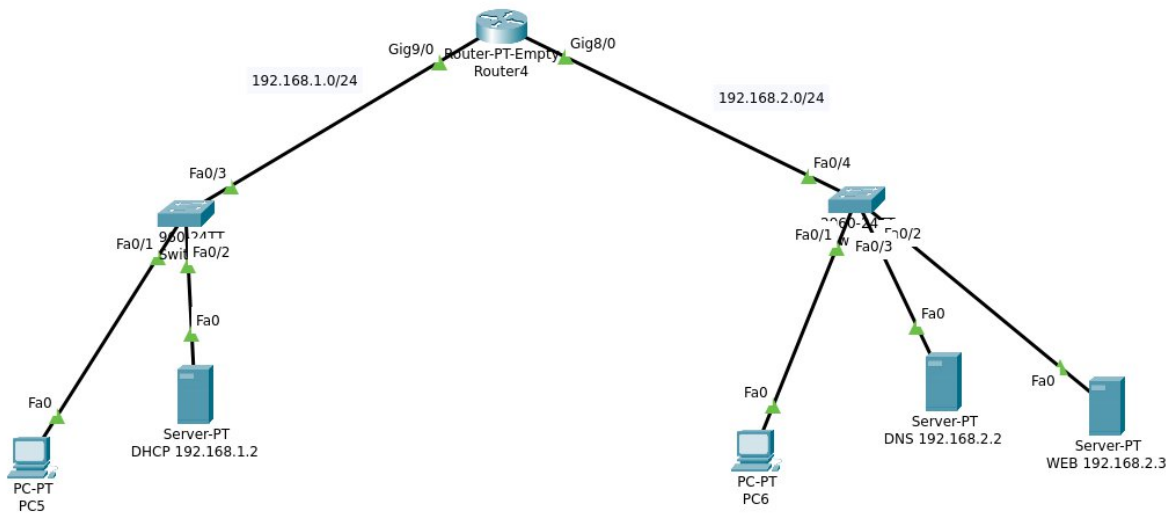 Gig9/0
Gig8/0
Router-PT-Empty
Router4
192.168.1.0/24
192.168.2.0/24
Fa0/3
Fa0/4
960-24TT
Fa0/1
Fa0/2
Fa0/1
Fa0/3
Fa0/2
Fa0
Fa0
Fa0
Fa0
Fa0
Server-PT
DHCP 192.168.1.2
Server-PT
DNS 192.168.2.2
Server-PT
WEB 192.168.2.3
PC-PT
PC5
PC-PT
PC6